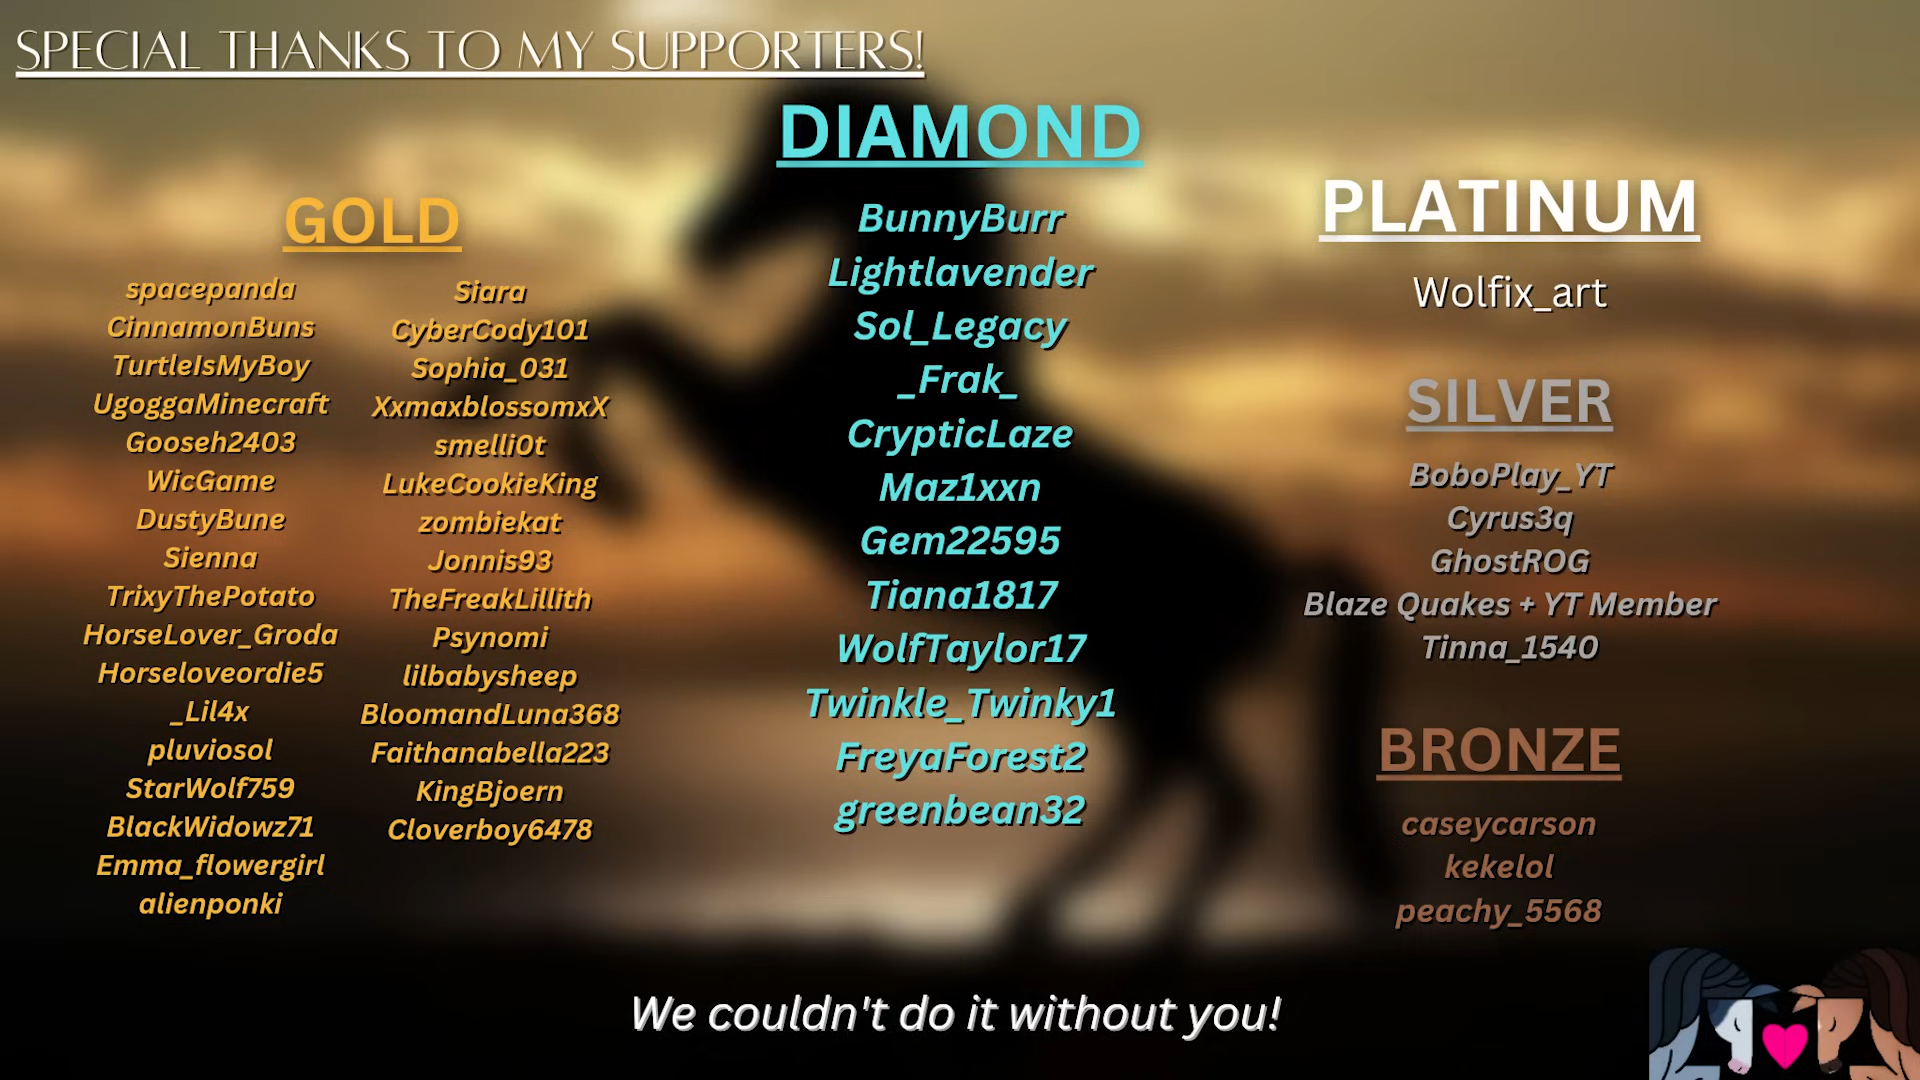 SPECIAL THANKS TO MY SUPPORTERS!
GOLD
spacepanda
CinnamonBuns
TurtleIsMyBoy
UgoggaMinecraft
Gooseh2403
WicGame
DustyBune
Sienna
TrixyThePotato
HorseLover_Groda
Horseloveordie5
_Lil4x
pluviosol
StarWolf759
BlackWidowz71
Emma_flowergirl
alienponki
Siara
CyberCody101
Sophia_031
XxmaxblossomxX
smelli0t
LukeCookieKing
zombiekat
Jonnis93
TheFreakLillith
Psynomi
lilbabysheep
BloomandLuna368
Faithanabella223
KingBjoern
Cloverboy6478
DIAMOND
BunnyBurr
Lightlavender
Sol_Legacy
_Frak_
CrypticLaze
Maz1xxn
Gem22595
Tiana1817
WolfTaylor17
Twinkle_Twinky1
FreyaForest2
greenbean32
PLATINUM
Wolfix_art
SILVER
BoboPlay_YT
Cyrus3q
GhostROG
Blaze Quakes + YT Member
Tinna_1540
BRONZE
caseycarson
kekelol
peachy_5568
We couldn't do it without you!